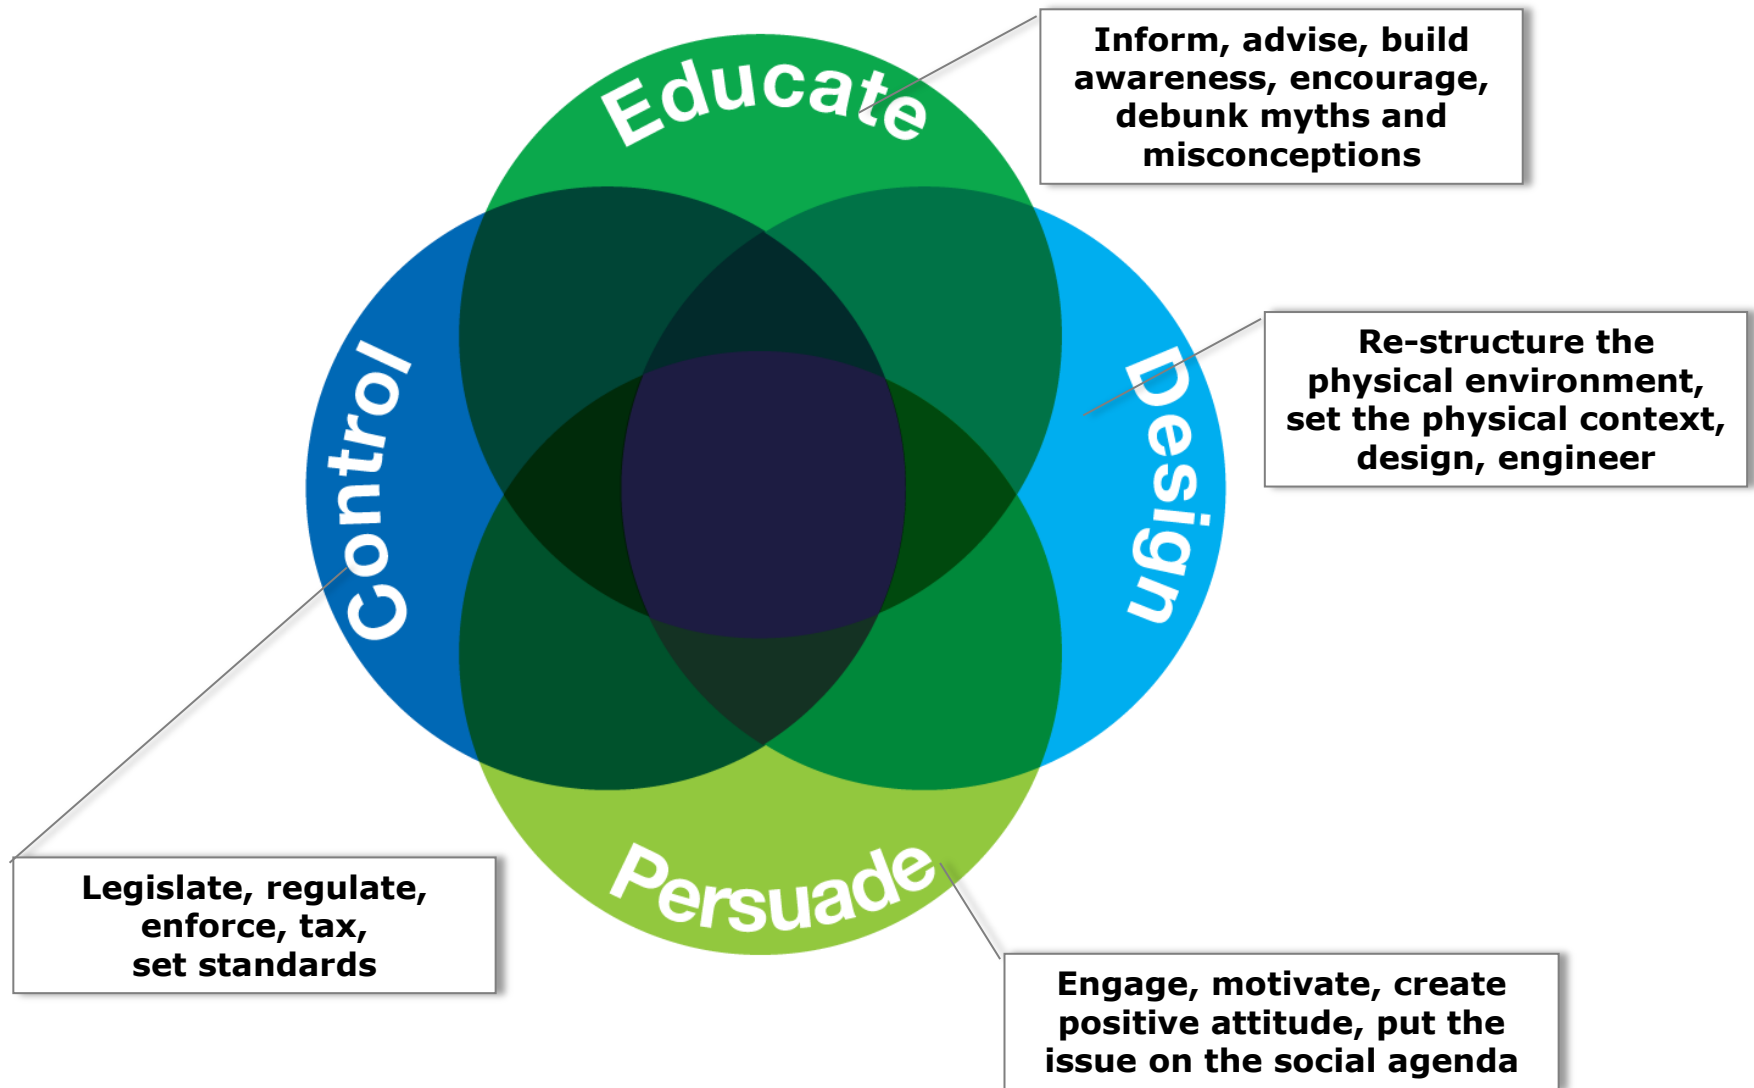 Educate
Inform, advise, build
awareness, encourage,
debunk myths and
misconceptions
Design
Re-structure the
physical environment,
set the physical context,
design, engineer
Control
Legislate, regulate,
enforce, tax,
set standards
Persuade
Engage, motivate, create
positive attitude, put the
issue on the social agenda